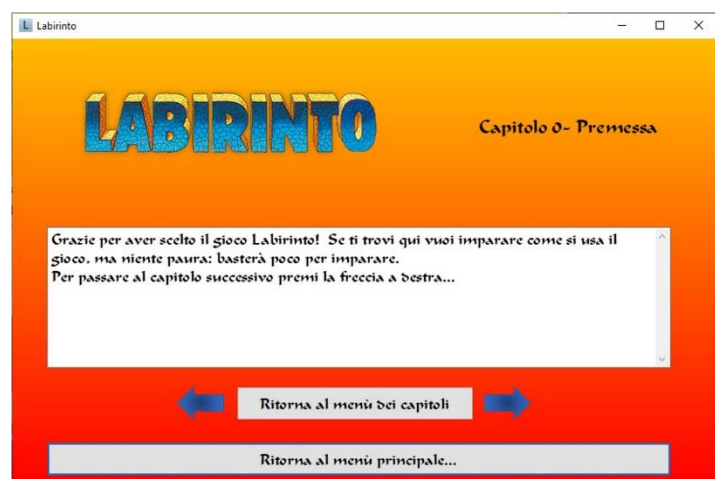 Labirinto
LABIRINTO
Capitolo 0- Premessa
Grazie per aver scelto il gioco Labirinto!  Se ti trovi qui vuoi imparare come si usa il
gioco, ma niente paura: basterà poco per imparare.
Per passare al capitolo successivo premi la freccia a destra...
Ritorna al menù dei capitoli
Ritorna al menù principale...